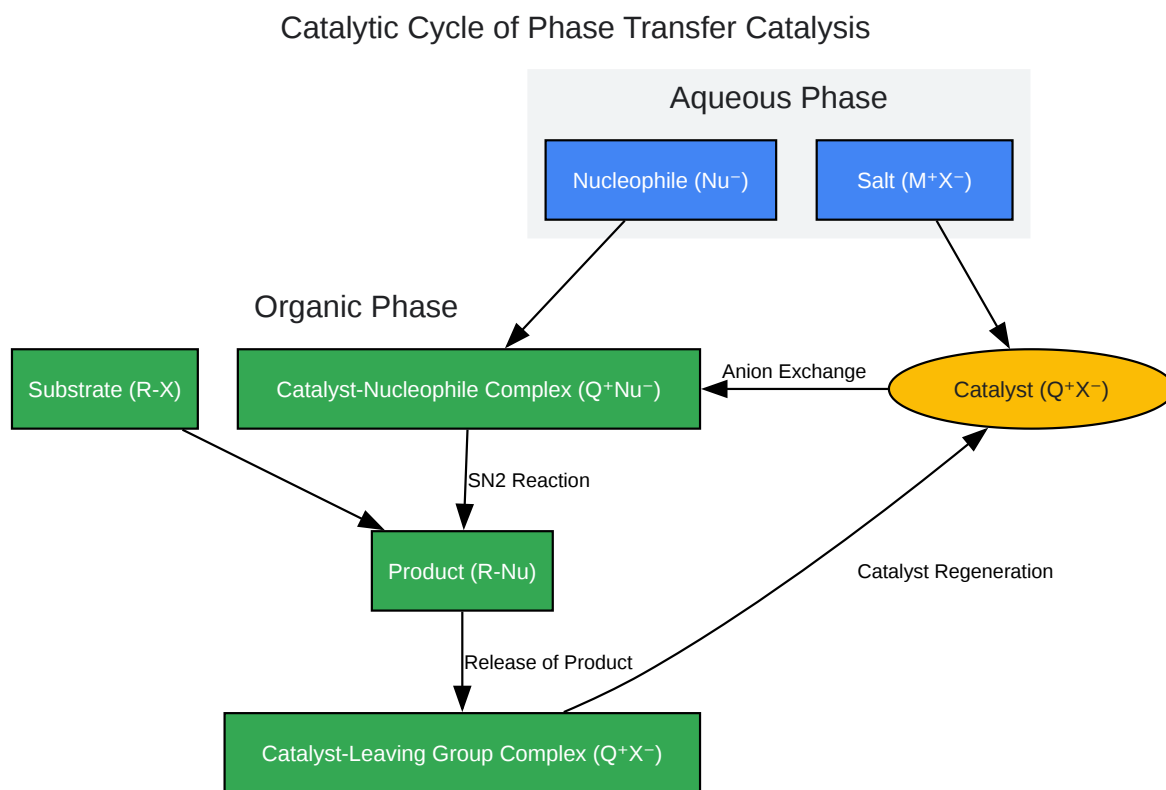 Catalytic Cycle of Phase Transfer Catalysis
Aqueous Phase
Nucleophile (Nu⁻)
Salt (M⁺X⁻)
Organic Phase
Substrate (R-X)
Catalyst-Nucleophile Complex (Q⁺Nu⁻)
Anion Exchange
Catalyst (Q⁺X⁻)
SN2 Reaction
Product (R-Nu)
Catalyst Regeneration
Release of Product
Catalyst-Leaving Group Complex (Q⁺X⁻)